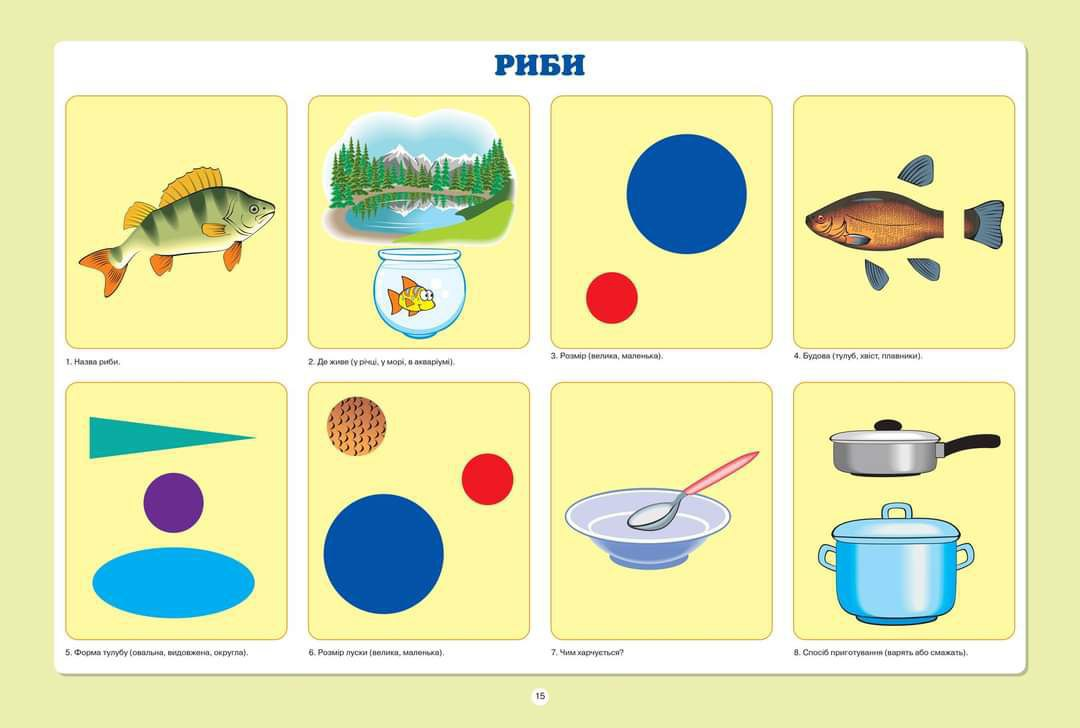 РИБИ
1. Назва риби.
2. Де живе (у річці, у морі, в акваріумі).
3. Розмір (велика, маленька).
4. Будова (тулуб, хвіст, плавники).
5. Форма тулубу (овальна, видовжена, округла).
6. Розмір луски (велика, маленька).
7. Чим харчується?
8. Спосіб приготування (варять або смажать).
15